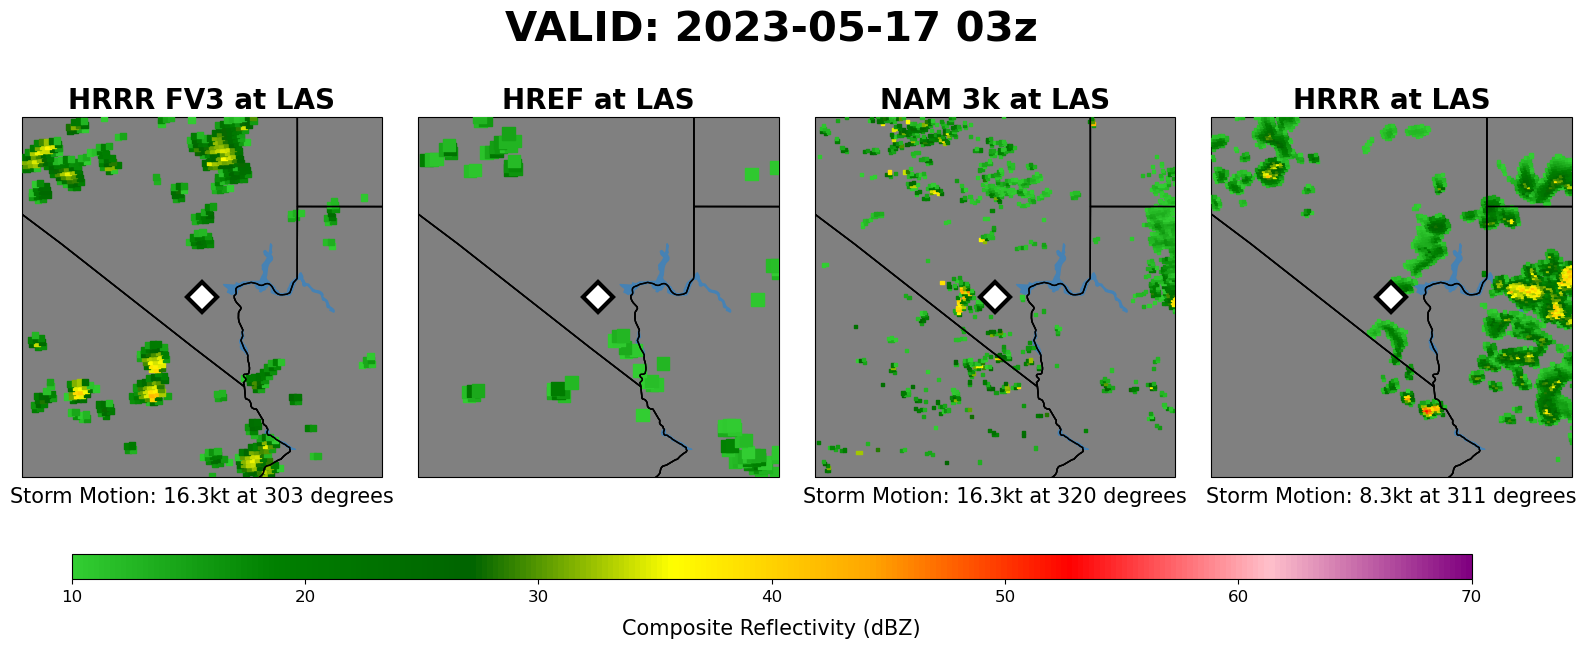 VALID: 2023-05-17 03z
HRRR FV3 at LAS
HREF at LAS
NAM 3k at LAS
HRRR at LAS
Storm Motion: 16.3kt at 303 degrees
Storm Motion: 16.3kt at 320 degrees
Storm Motion: 8.3kt at 311 degrees
10 20 30 40 50 60 70
Composite Reflectivity (dBZ)